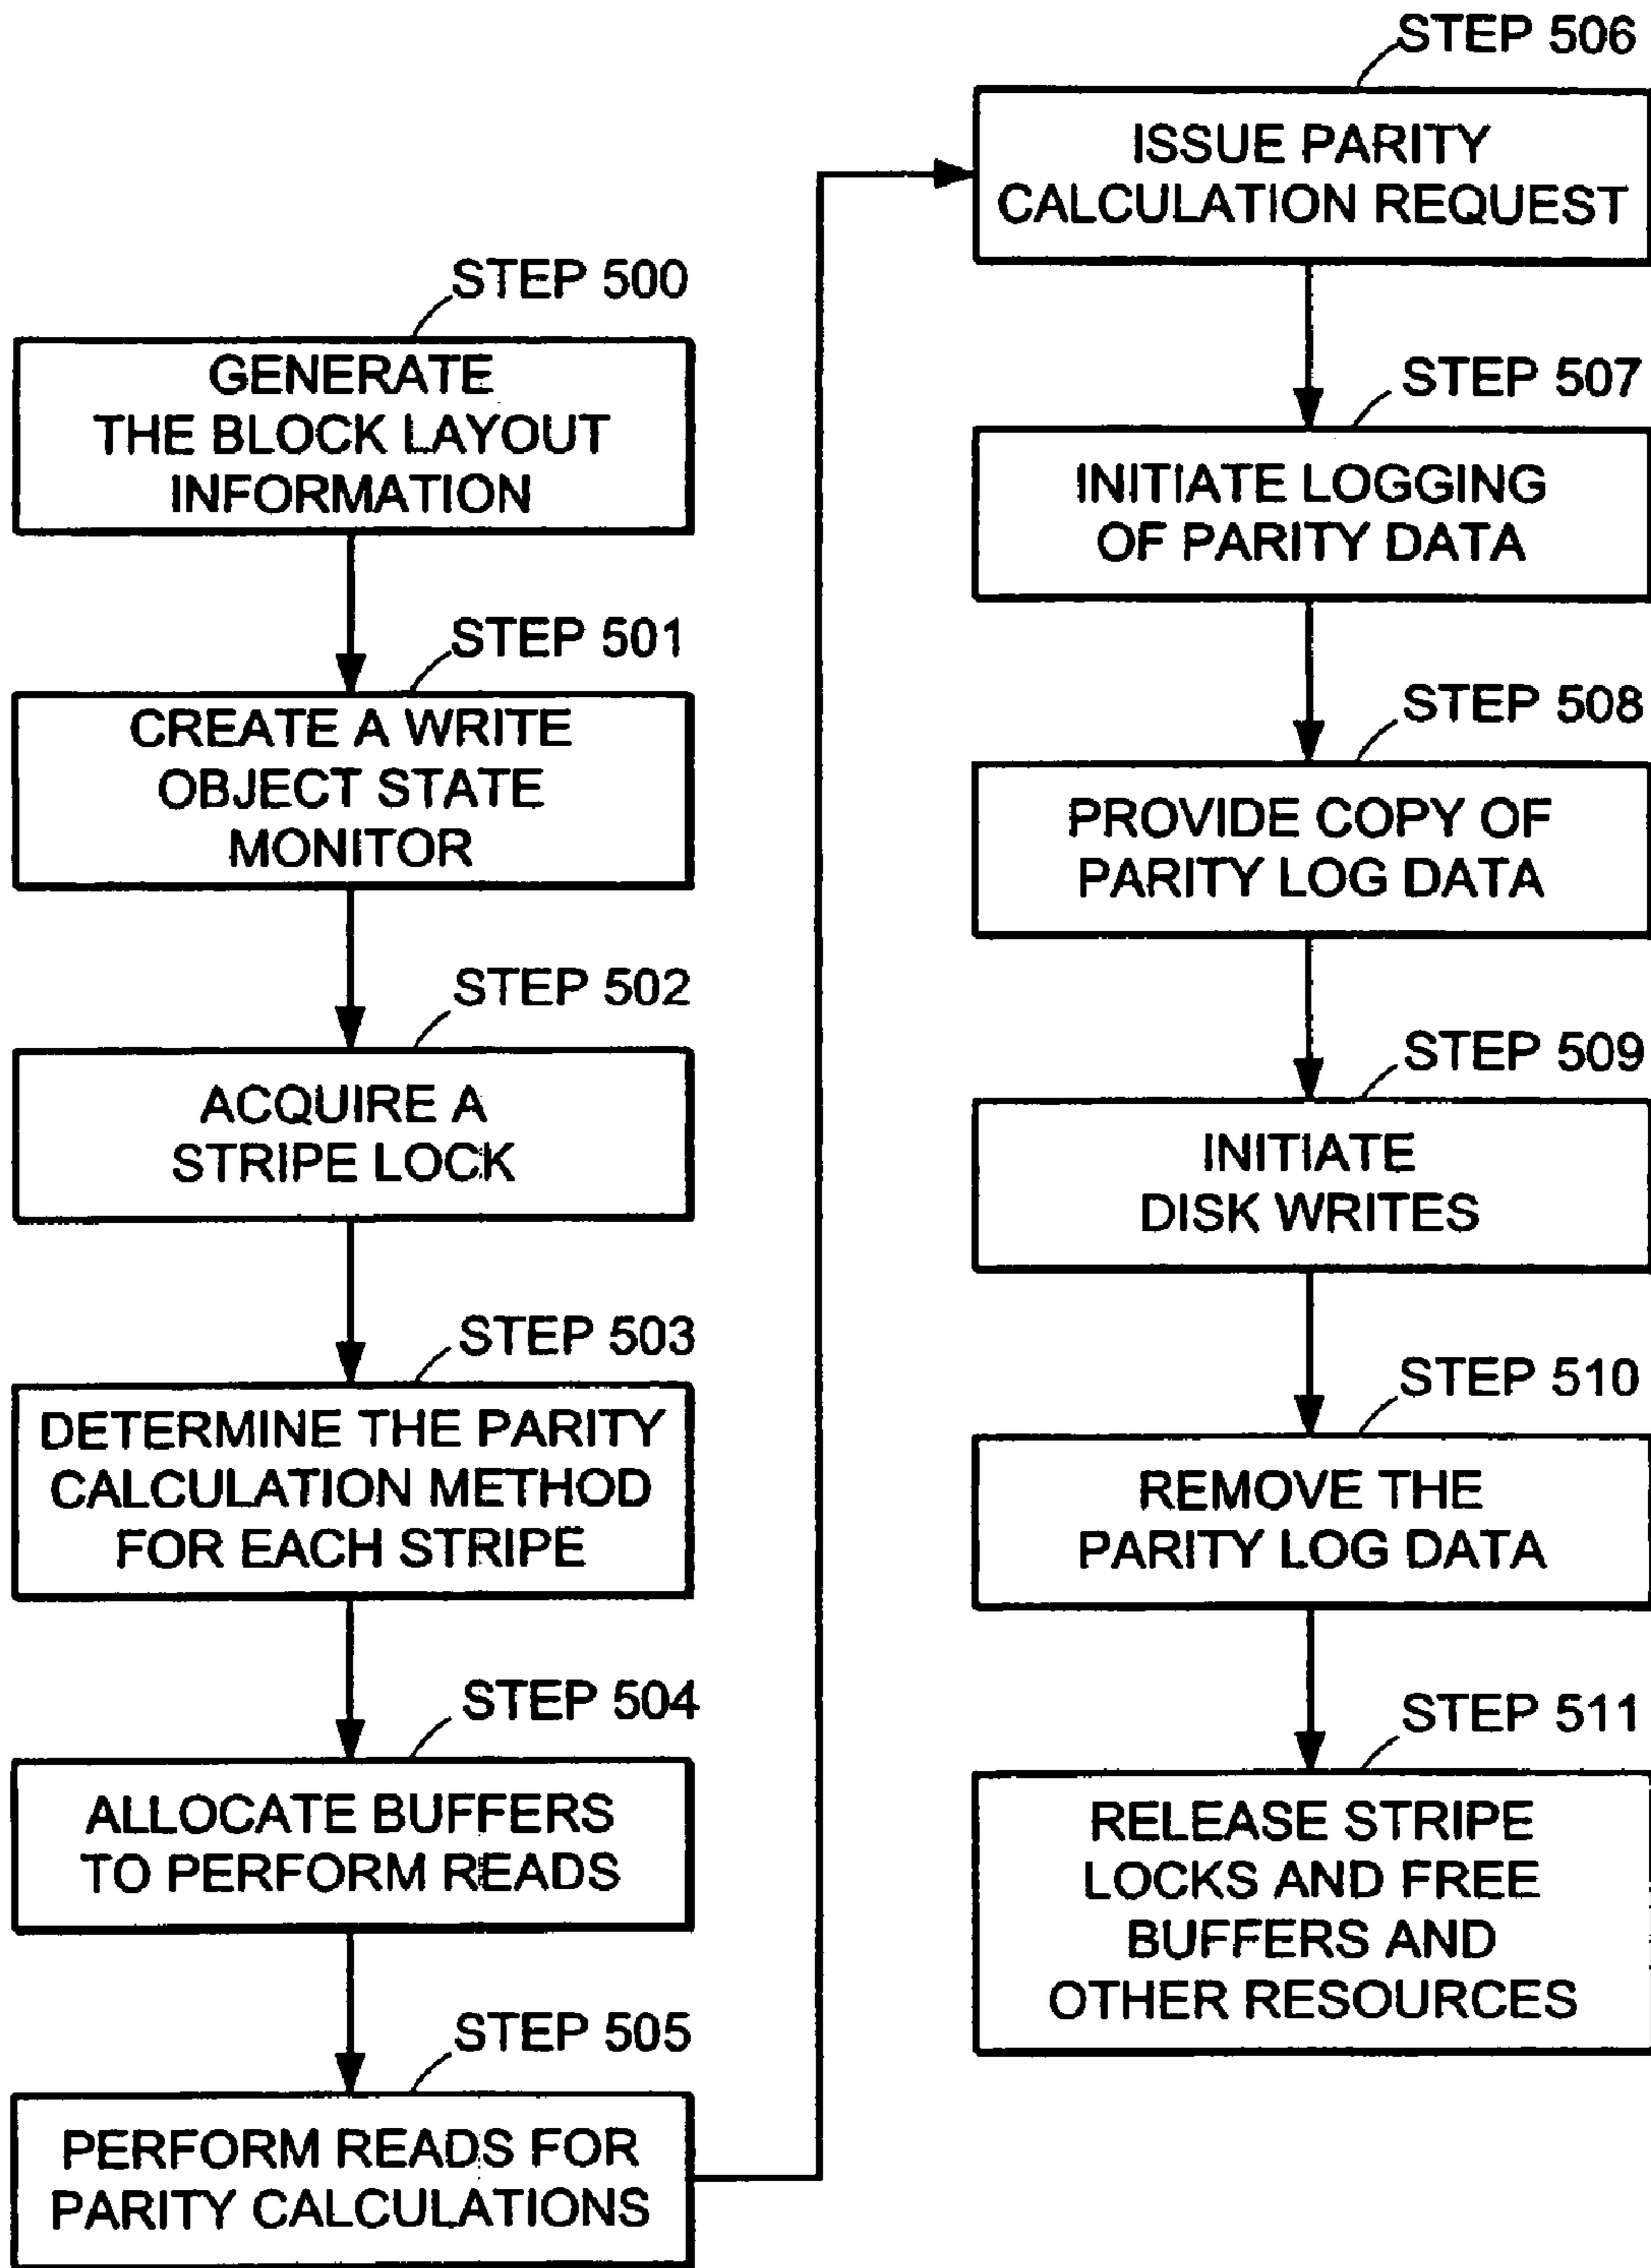 STEP 500
GENERATE
THE BLOCK LAYOUT
INFORMATION
STEP 501
CREATE A WRITE
OBJECT STATE
MONITOR
STEP 502
ACQUIRE A
STRIPE LOCK
STEP 503
DETERMINE THE PARITY
CALCULATION METHOD
FOR EACH STRIPE
STEP 504
ALLOCATE BUFFERS
TO PERFORM READS
STEP 505
PERFORM READS FOR
PARITY CALCULATIONS
STEP 506
ISSUE PARITY
CALCULATION REQUEST
STEP 507
INITIATE LOGGING
OF PARITY DATA
STEP 508
PROVIDE COPY OF
PARITY LOG DATA
STEP 509
INITIATE
DISK WRITES
STEP 510
REMOVE THE
PARITY LOG DATA
STEP 511
RELEASE STRIPE
LOCKS AND FREE
BUFFERS AND
OTHER RESOURCES